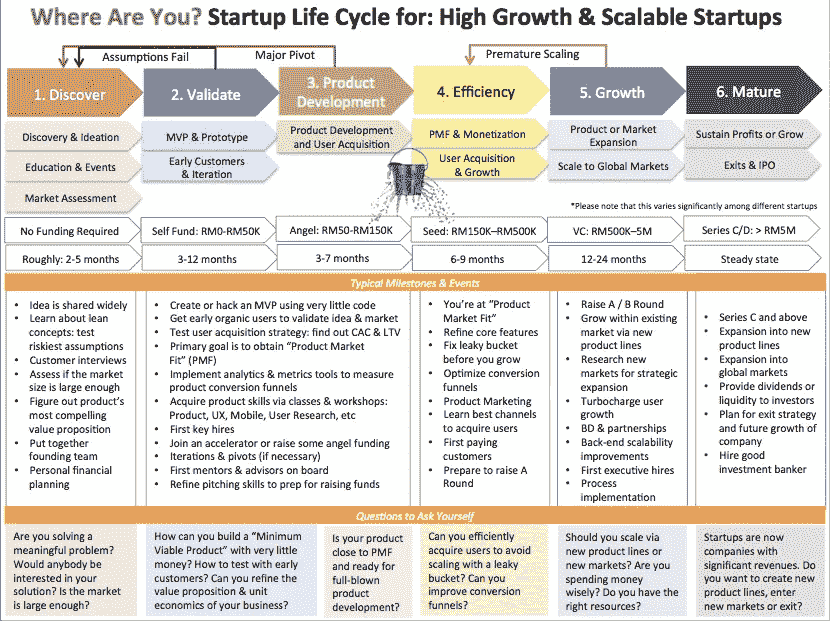 Where Are You? Startup Life Cycle for: High Growth & Scalable Startups
Assumptions Fail
Major Pivot
Premature Scaling
1. Discover
2. Validate
3. Product
Development
4. Efficiency
5. Growth
6. Mature
Discovery & Ideation
Education & Events
Market Assessment
MVP & Prototype
Early Customers
& Iteration
Product Development
and User Acquisition
PMF & Monetization
User Acquisition
& Growth
Product or Market
Expansion
Scale to Global Markets
Sustain Profits or Grow
Exits & IPO
*Please note that this varies significantly among different startups
No Funding Required
Self Fund: RM0-RM50K
Angel: RM50-RM150K
Seed: RM150K–RM500K
VC: RM500K–5M
Series C/D: > RM5M
Roughly: 2-5 months
3-12 months
3-7 months
6-9 months
12-24 months
Steady state
Typical Milestones & Events
• Idea is shared widely
• Learn about lean
concepts: test
riskiest assumptions
• Customer interviews
• Assess if the market
size is large enough
• Figure out product's
most compelling
value proposition
• Put together
founding team
• Personal financial
planning
• Create or hack an MVP using very little code
• Get early organic users to validate idea & market
• Test user acquisition strategy: find out CAC & LTV
• Primary goal is to obtain "Product Market
Fit" (PMF)
• Implement analytics & metrics tools to measure
product conversion funnels
• Acquire product skills via classes & workshops:
Product, UX, Mobile, User Research, etc
• First key hires
• Join an accelerator or raise some angel funding
• Iterations & pivots (if necessary)
• First mentors & advisors on board
• Refine pitching skills to prep for raising funds
• You're at "Product
Market Fit"
• Refine core features
• Fix leaky bucket
before you grow
• Optimize conversion
funnels
• Product Marketing
• Learn best channels
to acquire users
• First paying
customers
• Prepare to raise A
Round
• Raise A / B Round
• Grow within existing
market via new
product lines
• Research new
markets for strategic
expansion
• Turbocharge user
growth
• BD & partnerships
• Back-end scalability
improvements
• First executive hires
• Process
implementation
• Series C and above
• Expansion into new
product lines
• Expansion into
global markets
• Provide dividends or
liquidity to investors
• Plan for exit strategy
and future growth of
company
• Hire good
investment banker
Questions to Ask Yourself
Are you solving a
meaningful problem?
Would anybody be
interested in your
solution? Is the market
is large enough?
How can you build a "Minimum
Viable Product" with very little
money? How to test with early
customers? Can you refine the
value proposition & unit
economics of your business?
Is your product
close to PMF
and ready for
full-blown
product
development?
Can you efficiently
acquire users to avoid
scaling with a leaky
bucket? Can you
improve conversion
funnels?
Should you scale via
new product lines or
new markets? Are you
spending money
wisely? Do you have the
right resources?
Startups are now
companies with
significant revenues. Do
you want to create new
product lines, enter
new markets or exit?